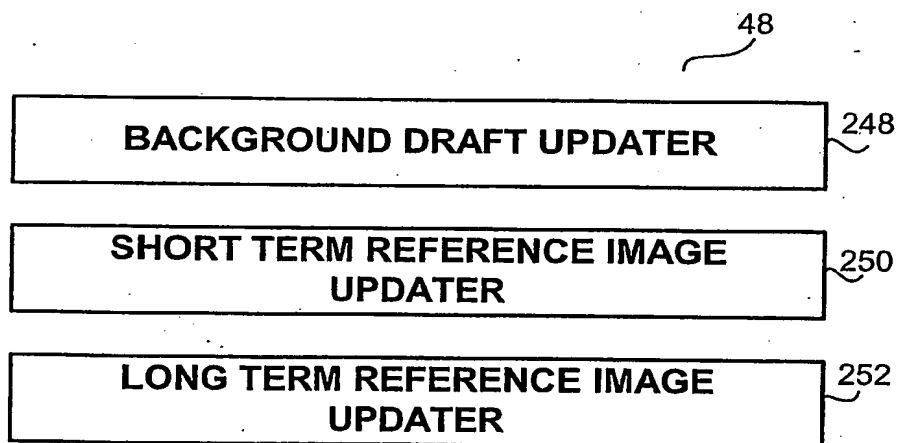 48
BACKGROUND DRAFT UPDATER
248
SHORT TERM REFERENCE IMAGE
UPDATER
250
LONG TERM REFERENCE IMAGE
UPDATER
252